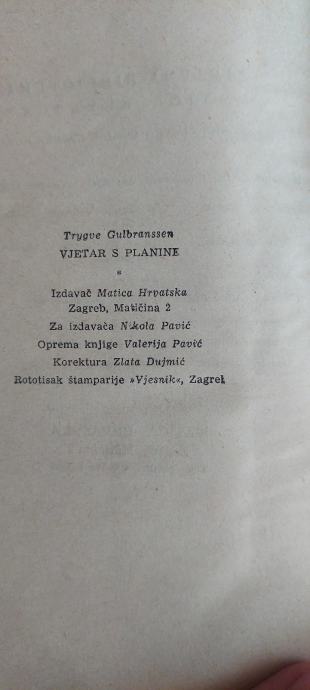 Trygve Gulbranssen
VJETAR S PLANINE
*
Izdavač Matica Hrvatska
Zagreb, Matičina 2
Za izdavača Nikola Pavić
Oprema knjige Valerija Pavić
Korektura Zlata Dujmić
Rototisak štamparije »Vjesnik«, Zagreb